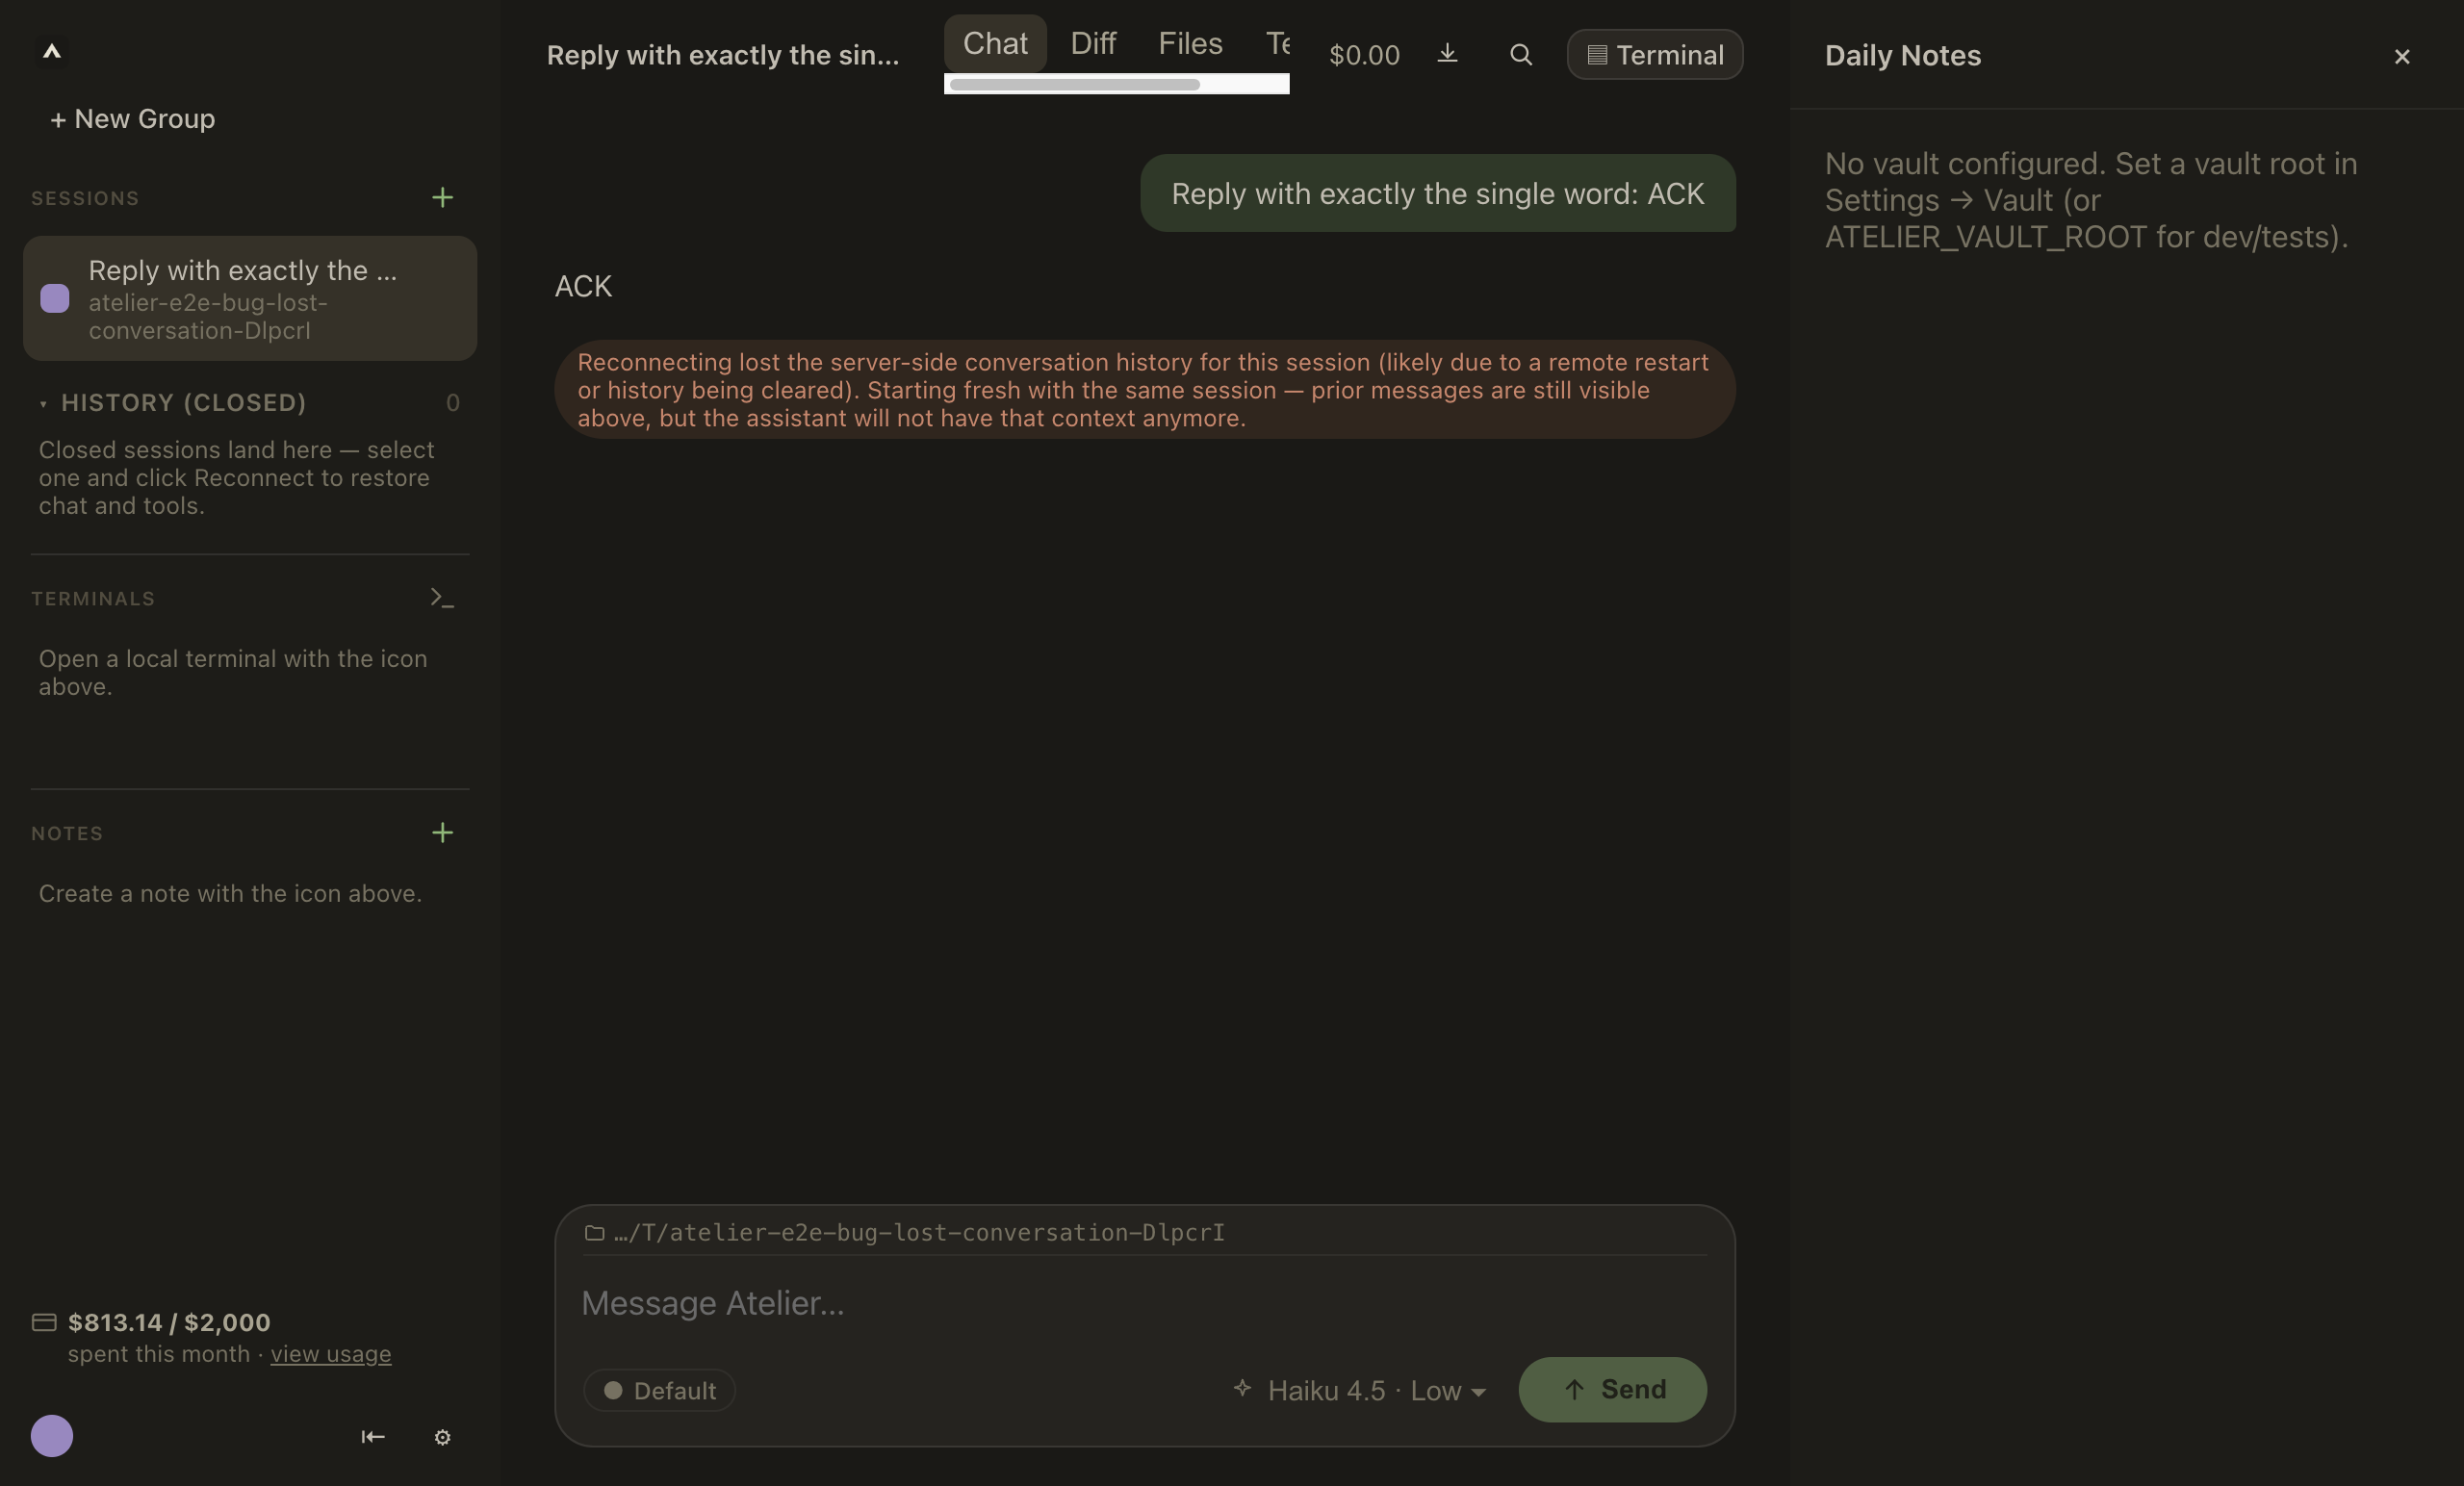 + New Group
SESSIONS
Reply with exactly the ...
atelier-e2e-bug-lost-
conversation-DlpcrI
HISTORY (CLOSED) 0
Closed sessions land here — select
one and click Reconnect to restore
chat and tools.
TERMINALS
Open a local terminal with the icon
above.
NOTES
Create a note with the icon above.
$813.14 / $2,000
spent this month · view usage
Reply with exactly the sin... Chat Diff Files $0.00 Terminal
Reply with exactly the single word: ACK
ACK
Reconnecting lost the server-side conversation history for this session (likely due to a remote restart
or history being cleared). Starting fresh with the same session — prior messages are still visible
above, but the assistant will not have that context anymore.
…/T/atelier-e2e-bug-lost-conversation-DlpcrI
Message Atelier...
Default Haiku 4.5 · Low Send
Daily Notes
No vault configured. Set a vault root in
Settings → Vault (or
ATELIER_VAULT_ROOT for dev/tests).